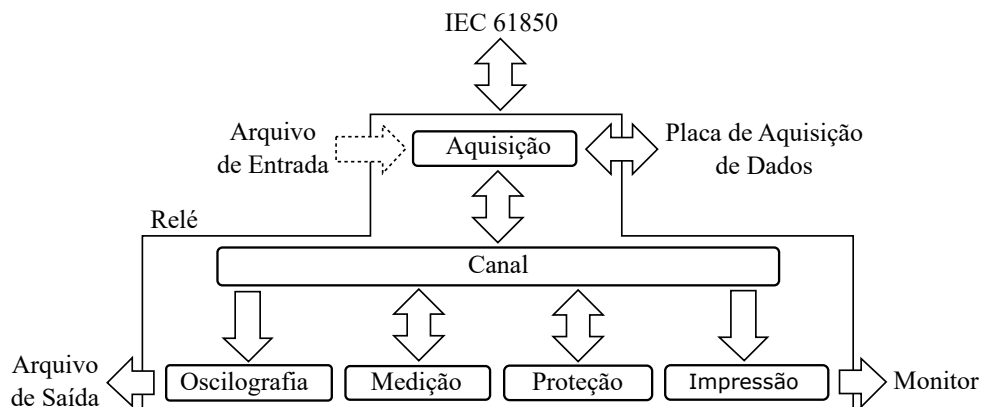 IEC 61850
Arquivo
de Entrada
Aquisição
Placa de Aquisição
de Dados
Relé
Canal
Arquivo
de Saída
Oscilografia
Medição
Proteção
Impressão
Monitor